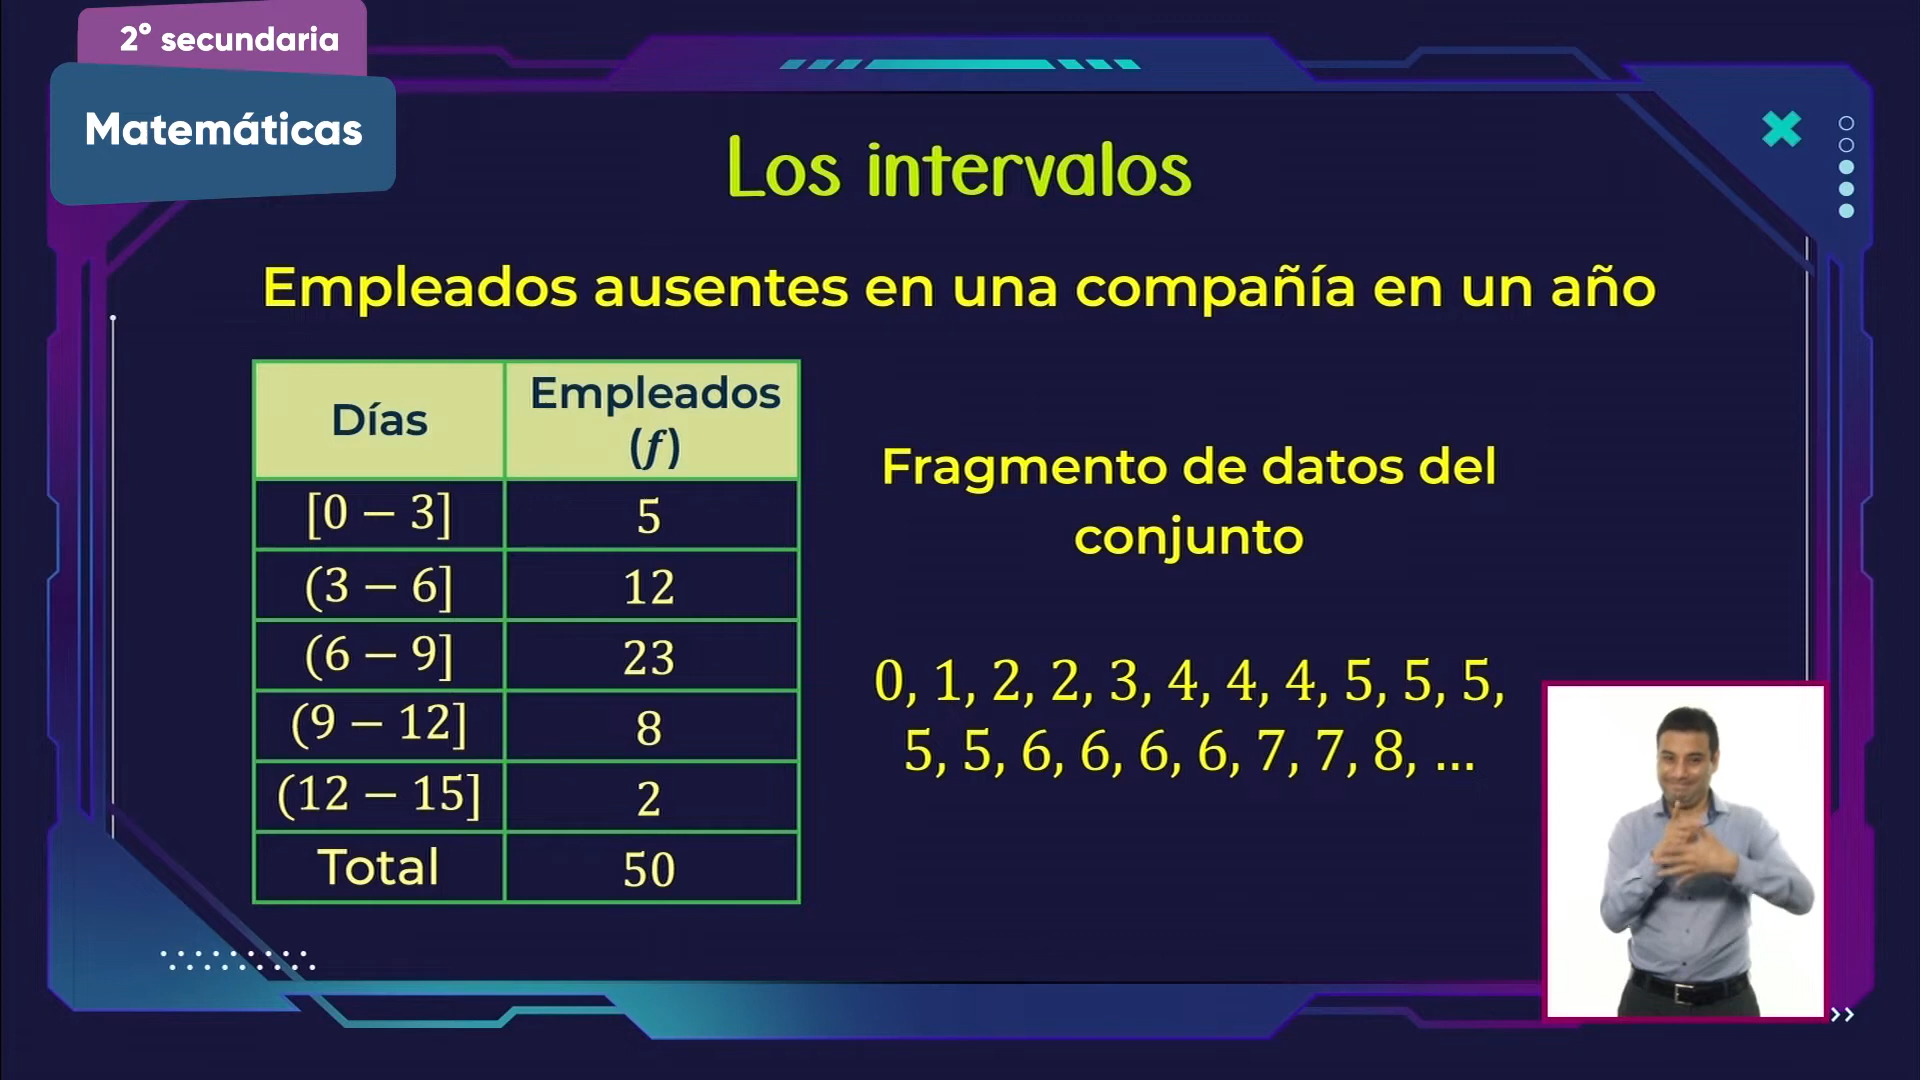 2° secundaria
Matemáticas
Los intervalos
Empleados ausentes en una compañía en un año
Días
Empleados
(f)
[0 − 3]
5
(3 − 6]
12
(6 − 9]
23
(9 − 12]
8
(12 − 15]
2
Total
50
Fragmento de datos del
conjunto
0, 1, 2, 2, 3, 4, 4, 4, 5, 5, 5,
5, 5, 6, 6, 6, 6, 7, 7, 8, ...